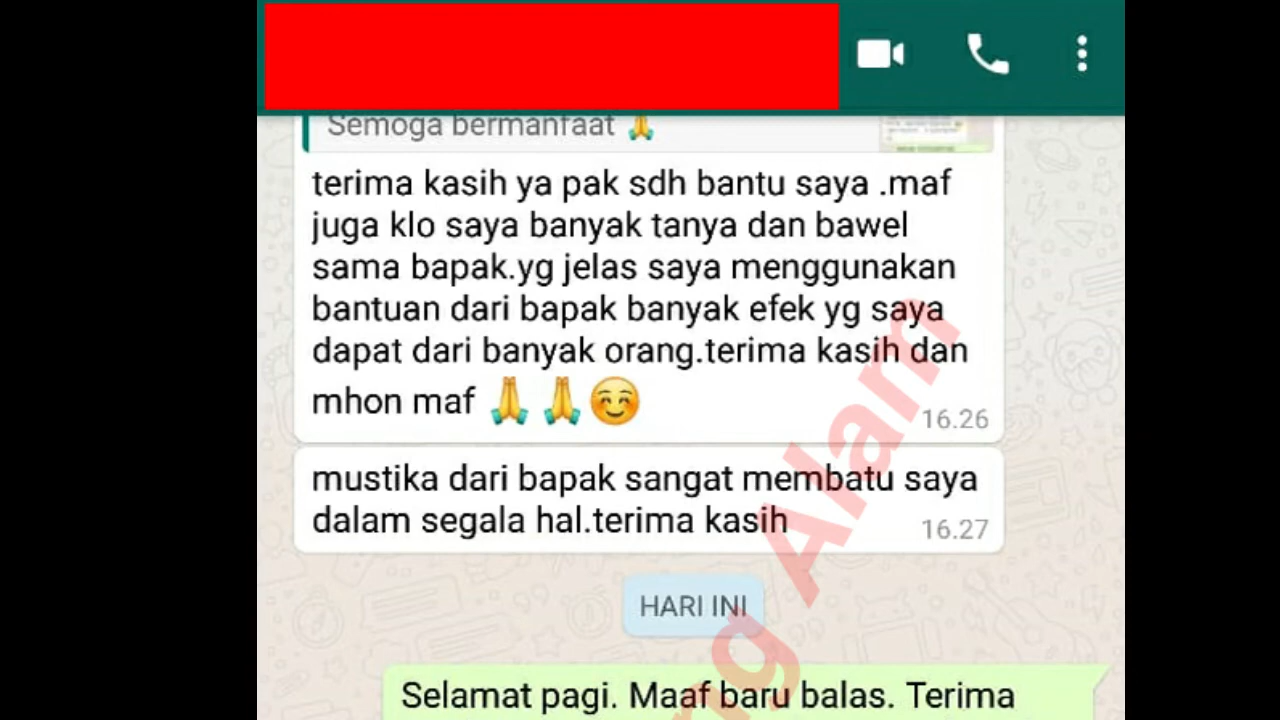 Semoga bermanfaat 🙏
terima kasih ya pak sdh bantu saya .maf
juga klo saya banyak tanya dan bawel
sama bapak.yg jelas saya menggunakan
bantuan dari bapak banyak efek yg saya
dapat dari banyak orang.terima kasih dan
mhon maf 🙏 🙏 ☺️
16.26
mustika dari bapak sangat membatu saya
dalam segala hal.terima kasih
16.27
HARI INI
Selamat pagi. Maaf baru balas. Terima
ng Alam